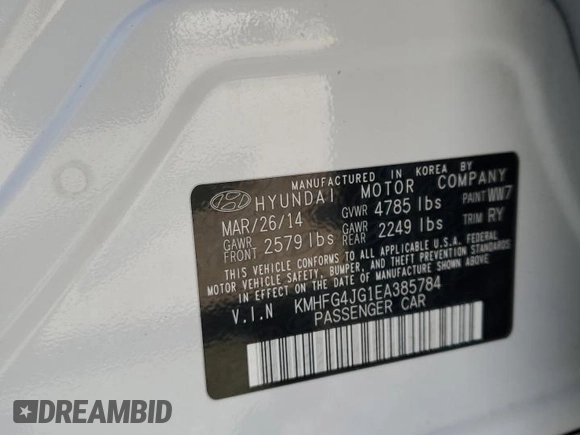 MANUFACTURED IN KOREA BY
HYUNDAI MOTOR COMPANY
MAR/26/14 GVWR 4785 lbs PAINT WW7
GAWR FRONT 2579 lbs GAWR REAR 2249 lbs TRIM RY
THIS VEHICLE CONFORMS TO ALL APPLICABLE U.S.A. FEDERAL
MOTOR VEHICLE SAFETY, BUMPER, AND THEFT PREVENTION STANDARDS
IN EFFECT ON THE DATE OF MANUFACTURE SHOWN ABOVE.
V.I.N KMHFG4JG1EA385784
PASSENGER CAR
DREAMBID